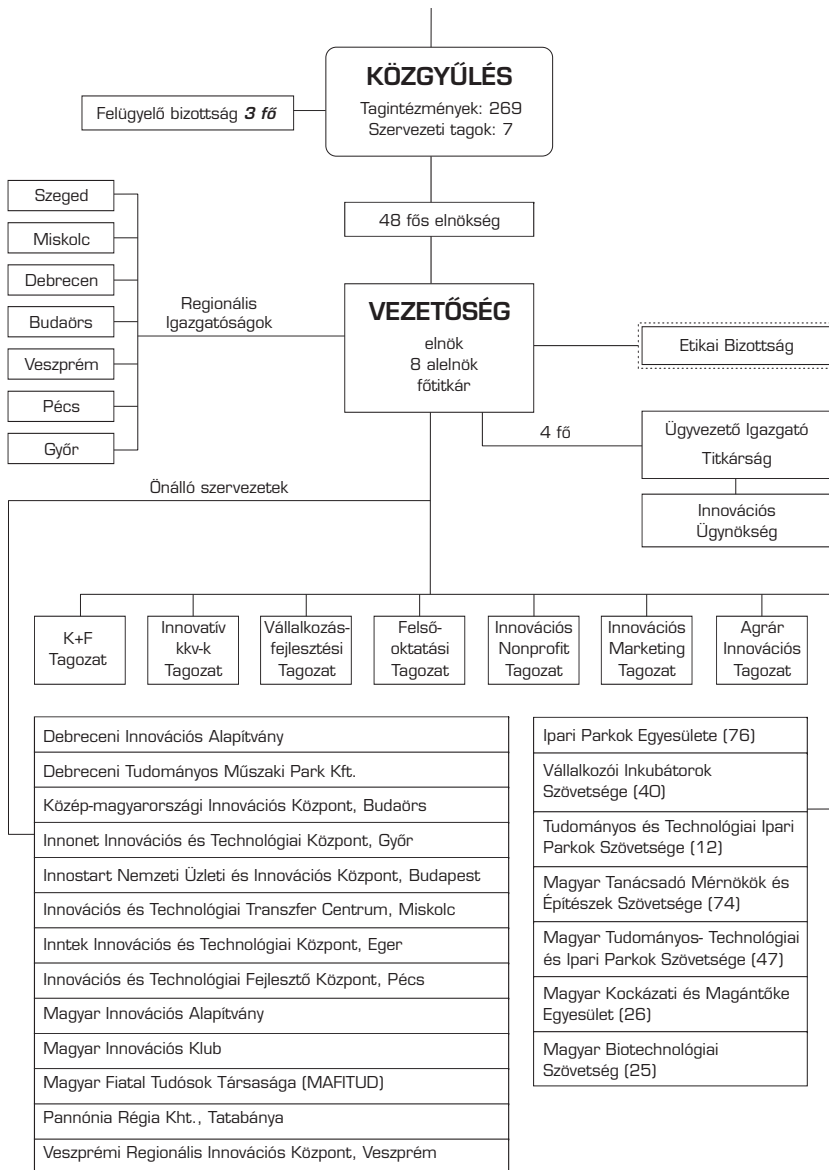 KÖZGYŰLÉS
Tagintézmények: 269
Szervezeti tagok: 7
Felügyelő bizottság 3 fő
48 fős elnökség
Szeged
Miskolc
Debrecen
Budaörs
Veszprém
Pécs
Győr
Regionális
Igazgatóságok
VEZETŐSÉG
elnök
8 alelnök
főtitkár
Etikai Bizottság
4 fő
Ügyvezető Igazgató
Titkárság
Innovációs
Ügynökség
Önálló szervezetek
K+F
Tagozat
Innovatív
kkv-k
Tagozat
Vállalkozás-
fejlesztési
Tagozat
Felső-
oktatási
Tagozat
Innovációs
Nonprofit
Tagozat
Innovációs
Marketing
Tagozat
Agrár
Innovációs
Tagozat
Debreceni Innovációs Alapítvány
Debreceni Tudományos Műszaki Park Kft.
Közép-magyarországi Innovációs Központ, Budaörs
Innonet Innovációs és Technológiai Központ, Győr
Innostart Nemzeti Üzleti és Innovációs Központ, Budapest
Innovációs és Technológiai Transzfer Centrum, Miskolc
Inntek Innovációs és Technológiai Központ, Eger
Innovációs és Technológiai Fejlesztő Központ, Pécs
Magyar Innovációs Alapítvány
Magyar Innovációs Klub
Magyar Fiatal Tudósok Társasága (MAFITUD)
Pannónia Régia Kht., Tatabánya
Veszprémi Regionális Innovációs Központ, Veszprém
Ipari Parkok Egyesülete (76)
Vállalkozói Inkubátorok
Szövetsége (40)
Tudományos és Technológiai Ipari
Parkok Szövetsége (12)
Magyar Tanácsadó Mérnökök és
Építészek Szövetsége (74)
Magyar Tudományos- Technológiai
és Ipari Parkok Szövetsége (47)
Magyar Kockázati és Magántőke
Egyesület (26)
Magyar Biotechnológiai
Szövetség (25)